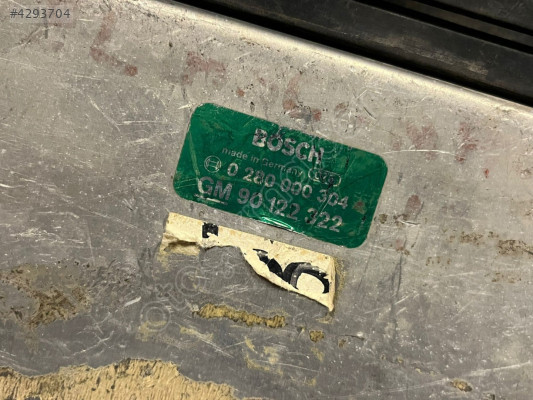 #4293704
BOSCH
made in Germany
0 280 000 304
GM 90 122 322